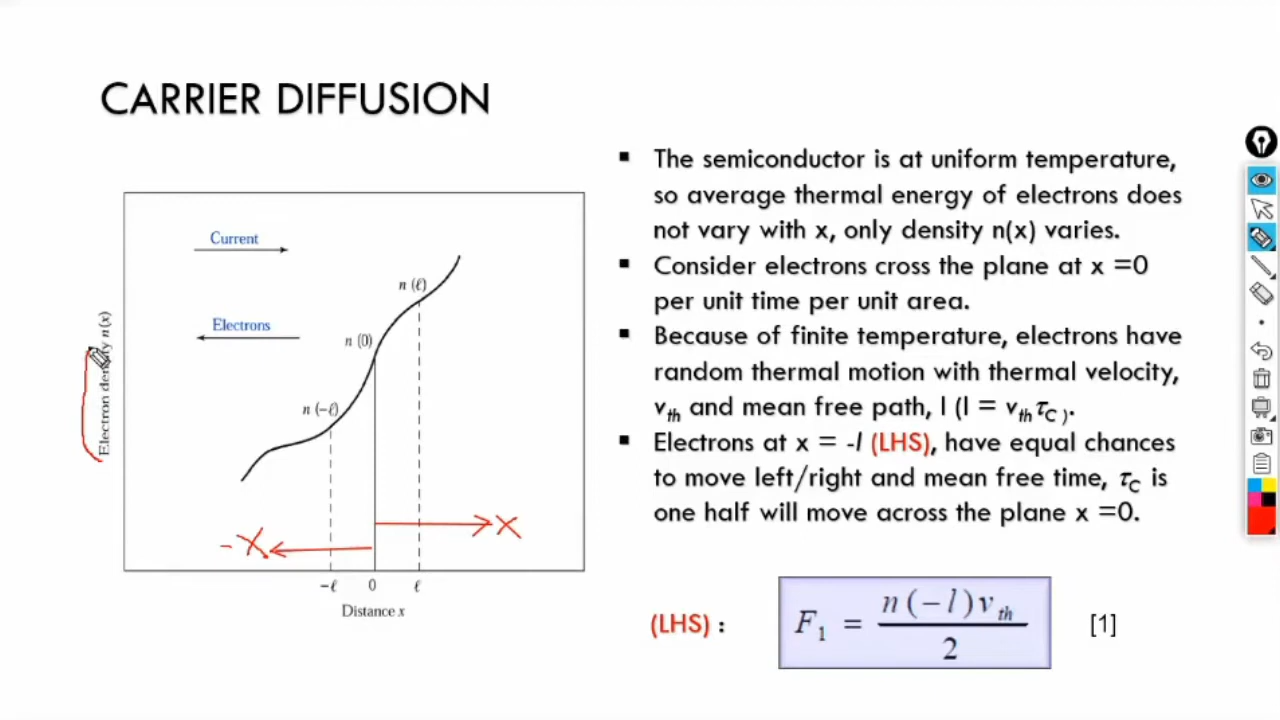 CARRIER DIFFUSION
Current
Electrons
n (ℓ)
n (0)
n (−ℓ)
Electron density n(x)
-X
X
−ℓ 0 ℓ
Distance x
▪ The semiconductor is at uniform temperature,
so average thermal energy of electrons does
not vary with x, only density n(x) varies.
▪ Consider electrons cross the plane at x =0
per unit time per unit area.
▪ Because of finite temperature, electrons have
random thermal motion with thermal velocity,
vth and mean free path, l (l = vth τC ).
▪ Electrons at x = -l (LHS), have equal chances
to move left/right and mean free time, τC is
one half will move across the plane x =0.
(LHS) : F1 = n(−l)vth / 2 [1]